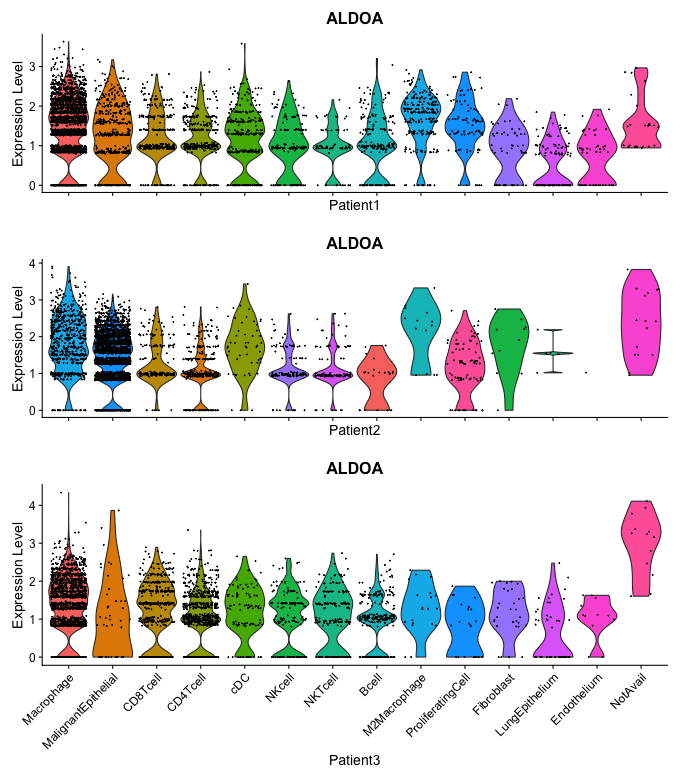 ALDOA
Expression Level
3
2
1
0
Patient1
ALDOA
Expression Level
4
3
2
1
0
Patient2
ALDOA
Expression Level
4
3
2
1
0
Macrophage
MalignantEpithelial
CD8Tcell
CD4Tcell
cDC
NKcell
NKTcell
Bcell
M2Macrophage
ProliferatingCell
Fibroblast
LungEpithelium
Endothelium
NotAvail
Patient3